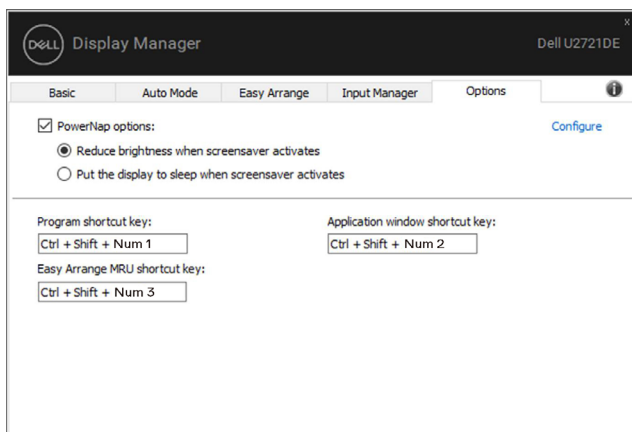 x
DELL Display Manager
Dell U2721DE
Basic Auto Mode Easy Arrange Input Manager Options
PowerNap options:
Configure
Reduce brightness when screensaver activates
Put the display to sleep when screensaver activates
Program shortcut key:
Application window shortcut key:
Ctrl + Shift + Num 1
Ctrl + Shift + Num 2
Easy Arrange MRU shortcut key:
Ctrl + Shift + Num 3